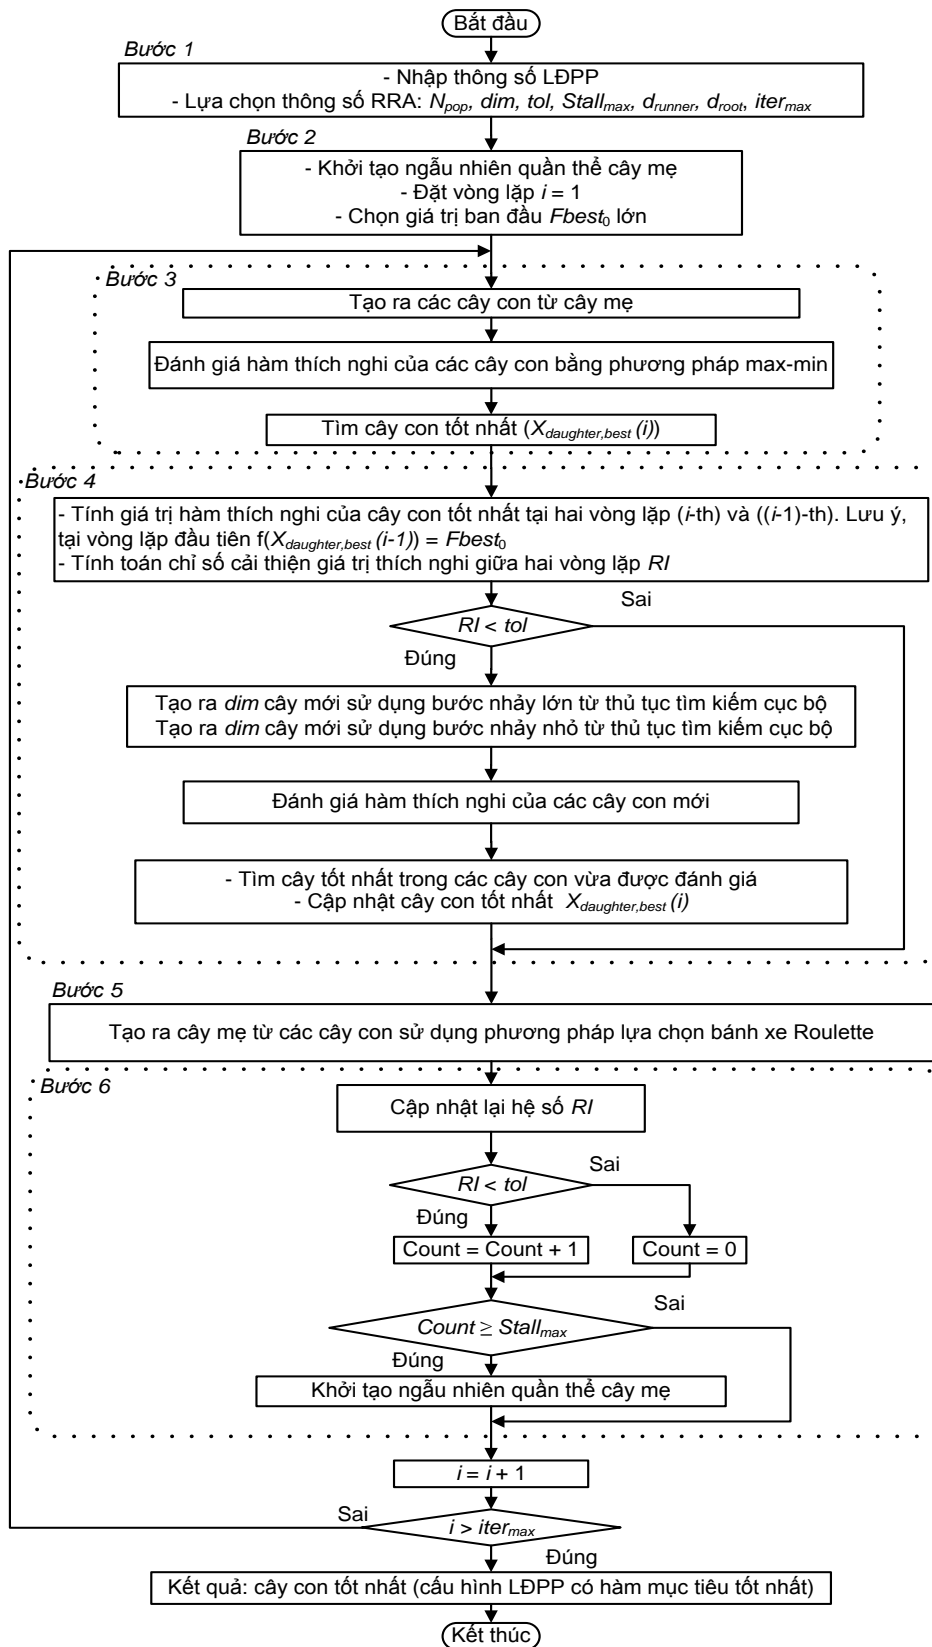 Bắt đầu
Bước 1
- Nhập thông số LĐPP
- Lựa chọn thông số RRA: Npop, dim, tol, Stallmax, drunner, droot, itermax
Bước 2
- Khởi tạo ngẫu nhiên quần thể cây mẹ
- Đặt vòng lặp i = 1
- Chọn giá trị ban đầu Fbest0 lớn
Bước 3
Tạo ra các cây con từ cây mẹ
Đánh giá hàm thích nghi của các cây con bằng phương pháp max-min
Tìm cây con tốt nhất (Xdaughter,best (i))
Bước 4
- Tính giá trị hàm thích nghi của cây con tốt nhất tại hai vòng lặp (i-th) và ((i-1)-th). Lưu ý,
tại vòng lặp đầu tiên f(Xdaughter,best (i-1)) = Fbest0
- Tính toán chỉ số cải thiện giá trị thích nghi giữa hai vòng lặp RI
Sai
RI < tol
Đúng
Tạo ra dim cây mới sử dụng bước nhảy lớn từ thủ tục tìm kiếm cục bộ
Tạo ra dim cây mới sử dụng bước nhảy nhỏ từ thủ tục tìm kiếm cục bộ
Đánh giá hàm thích nghi của các cây con mới
- Tìm cây tốt nhất trong các cây con vừa được đánh giá
- Cập nhật cây con tốt nhất Xdaughter,best (i)
Bước 5
Tạo ra cây mẹ từ các cây con sử dụng phương pháp lựa chọn bánh xe Roulette
Bước 6
Cập nhật lại hệ số RI
Sai
RI < tol
Đúng
Count = Count + 1
Count = 0
Sai
Count ≥ Stallmax
Đúng
Khởi tạo ngẫu nhiên quần thể cây mẹ
i = i + 1
Sai
i > itermax
Đúng
Kết quả: cây con tốt nhất (cấu hình LĐPP có hàm mục tiêu tốt nhất)
Kết thúc